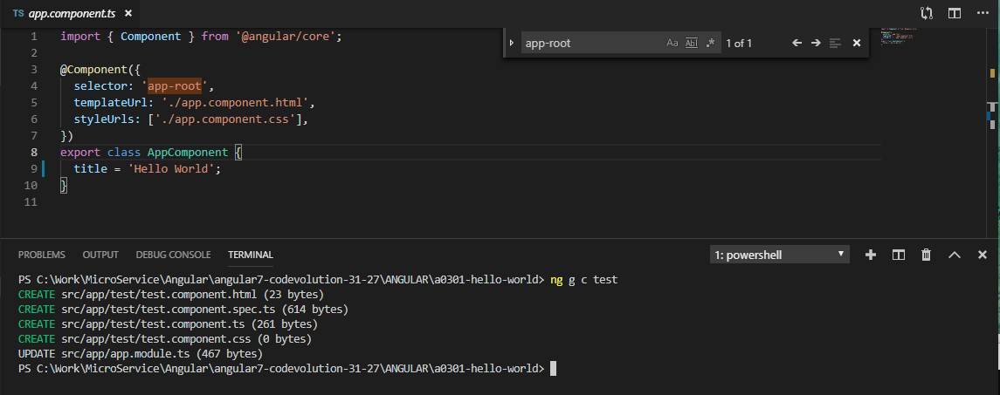 TS app.component.ts ×
app-root Aa Abl .* 1 of 1
1 import { Component } from '@angular/core';
2
3 @Component({
4   selector: 'app-root',
5   templateUrl: './app.component.html',
6   styleUrls: ['./app.component.css'],
7 })
8 export class AppComponent {
9   title = 'Hello World';
10 }
11
PROBLEMS OUTPUT DEBUG CONSOLE TERMINAL 1: powershell
PS C:\Work\MicroService\Angular\angular7-codevolution-31-27\ANGULAR\a0301-hello-world> ng g c test
CREATE src/app/test/test.component.html (23 bytes)
CREATE src/app/test/test.component.spec.ts (614 bytes)
CREATE src/app/test/test.component.ts (261 bytes)
CREATE src/app/test/test.component.css (0 bytes)
UPDATE src/app/app.module.ts (467 bytes)
PS C:\Work\MicroService\Angular\angular7-codevolution-31-27\ANGULAR\a0301-hello-world>